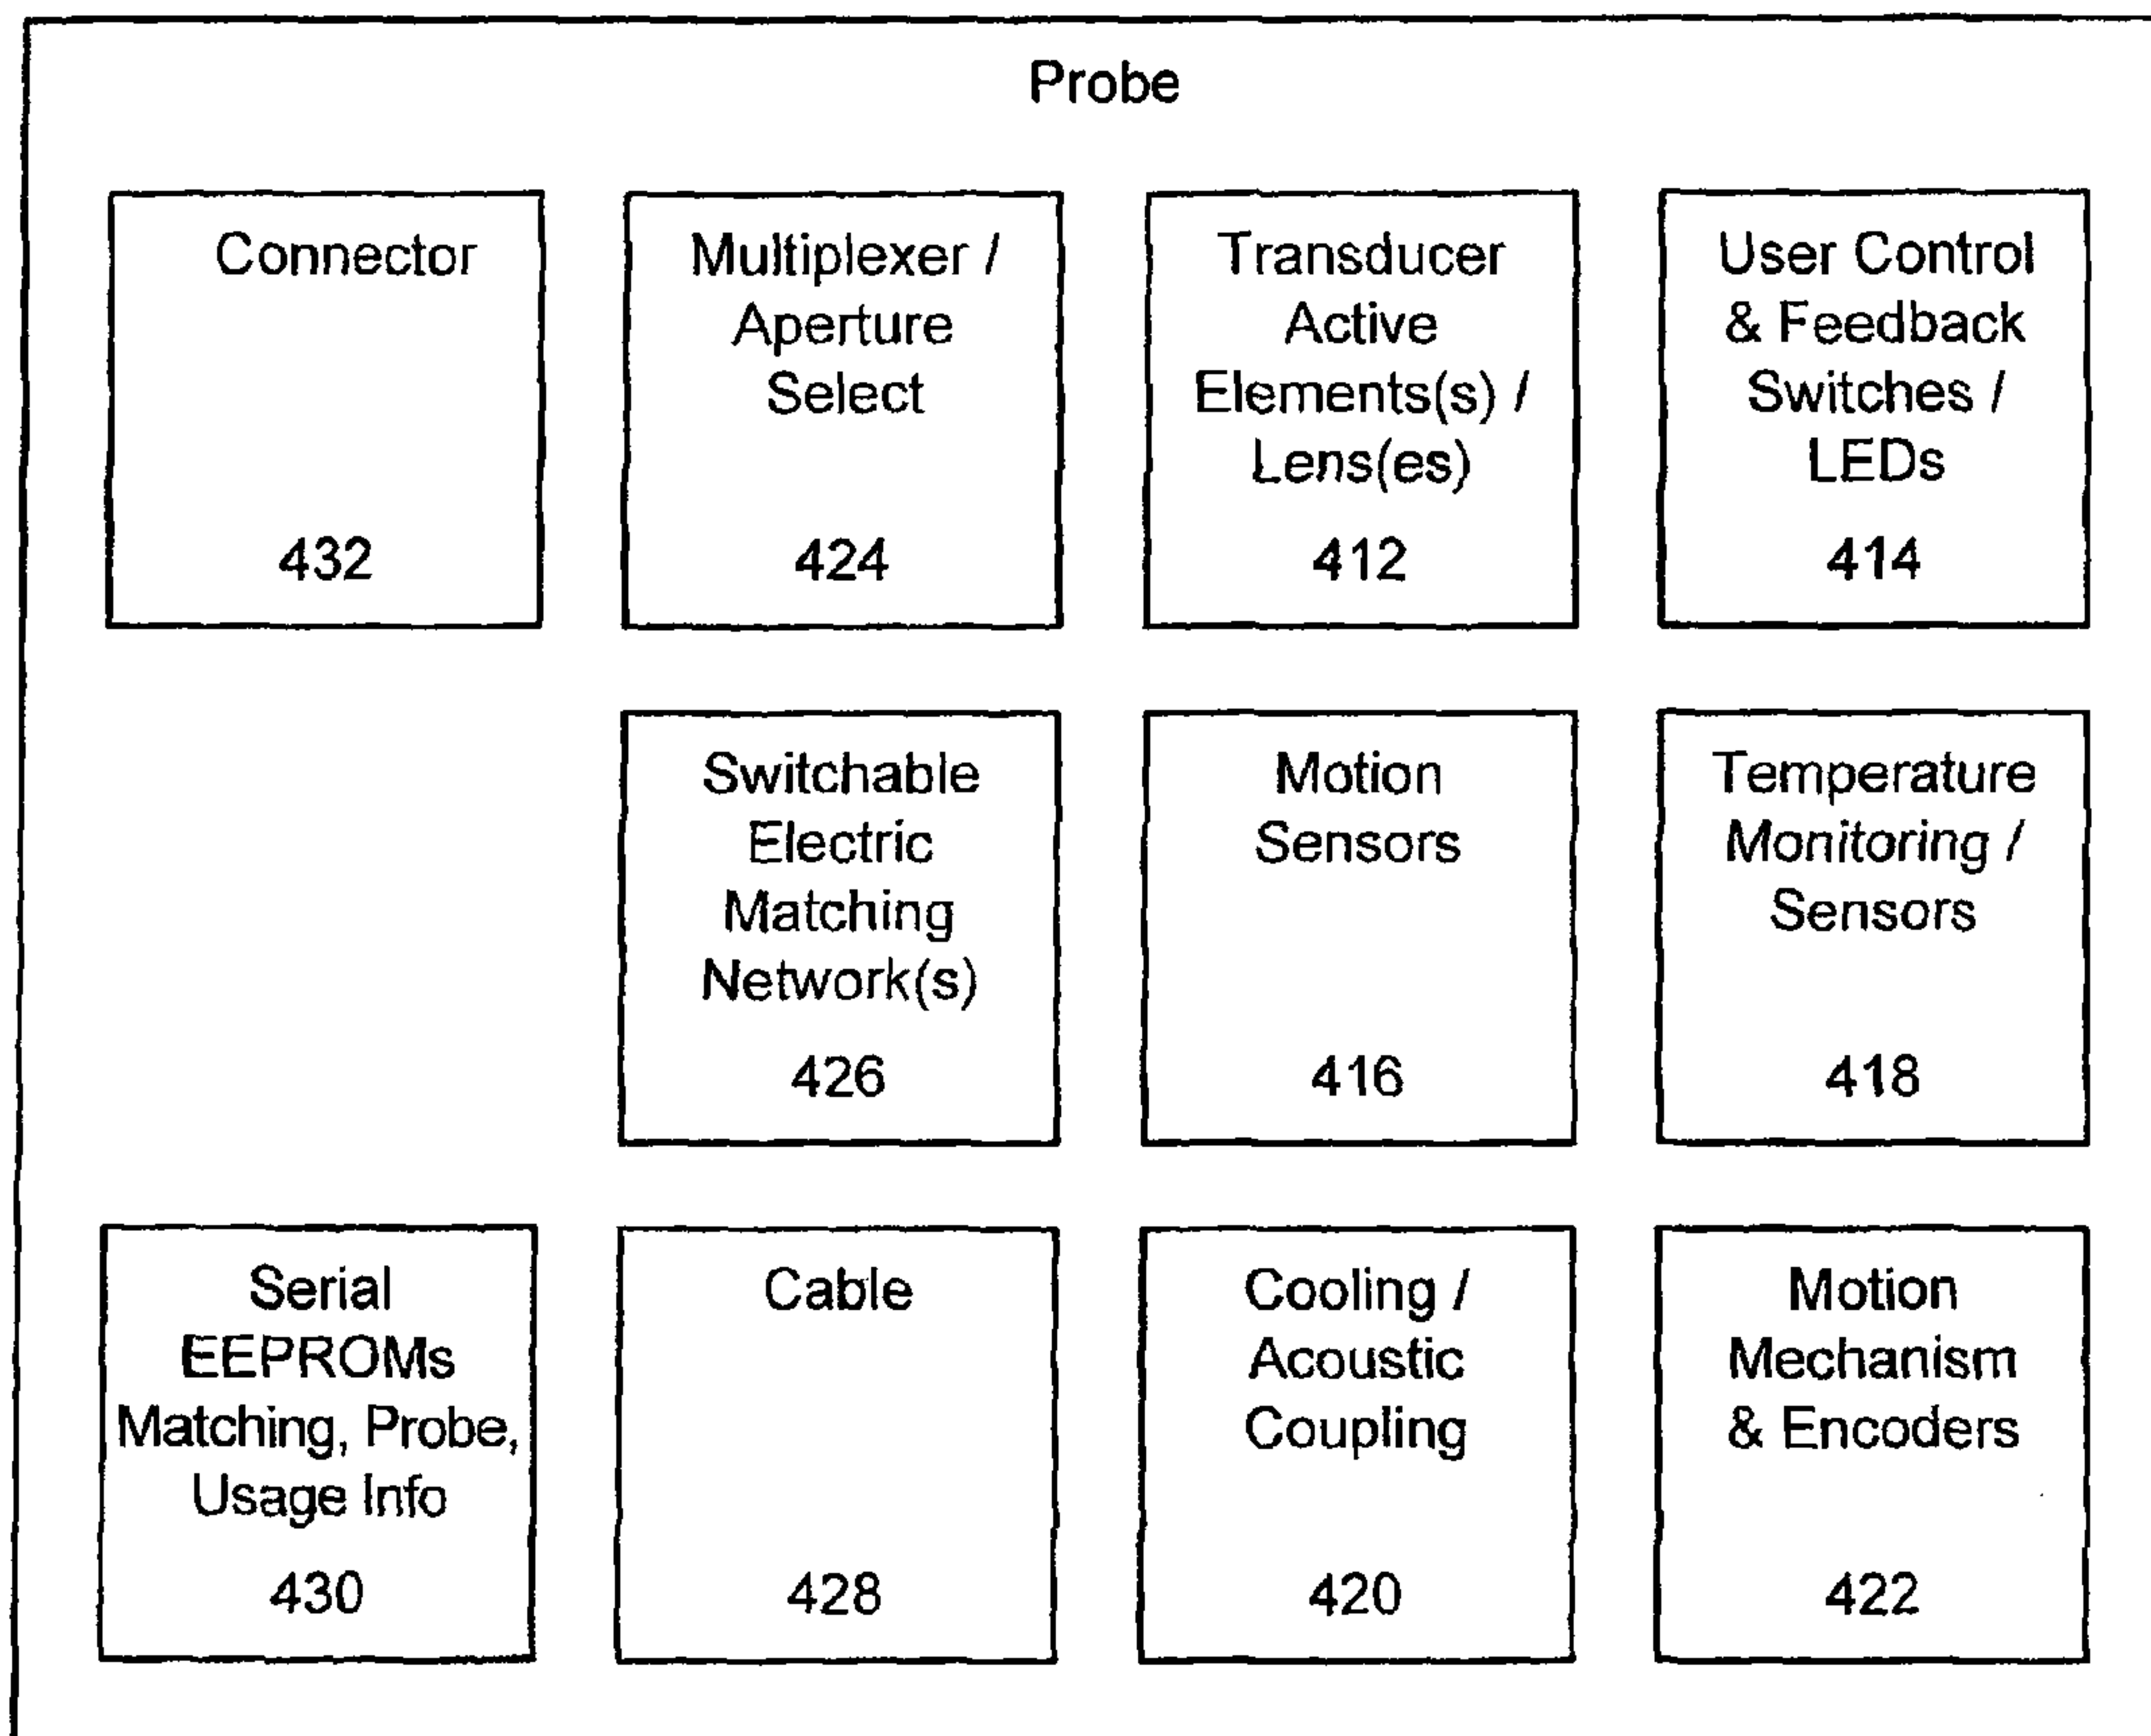 Probe
Connector
432
Multiplexer /
Aperture
Select
424
Transducer
Active
Elements(s) /
Lens(es)
412
User Control
& Feedback
Switches /
LEDs
414
Switchable
Electric
Matching
Network(s)
426
Motion
Sensors
416
Temperature
Monitoring /
Sensors
418
Serial
EEPROMs
Matching, Probe,
Usage Info
430
Cable
428
Cooling /
Acoustic
Coupling
420
Motion
Mechanism
& Encoders
422